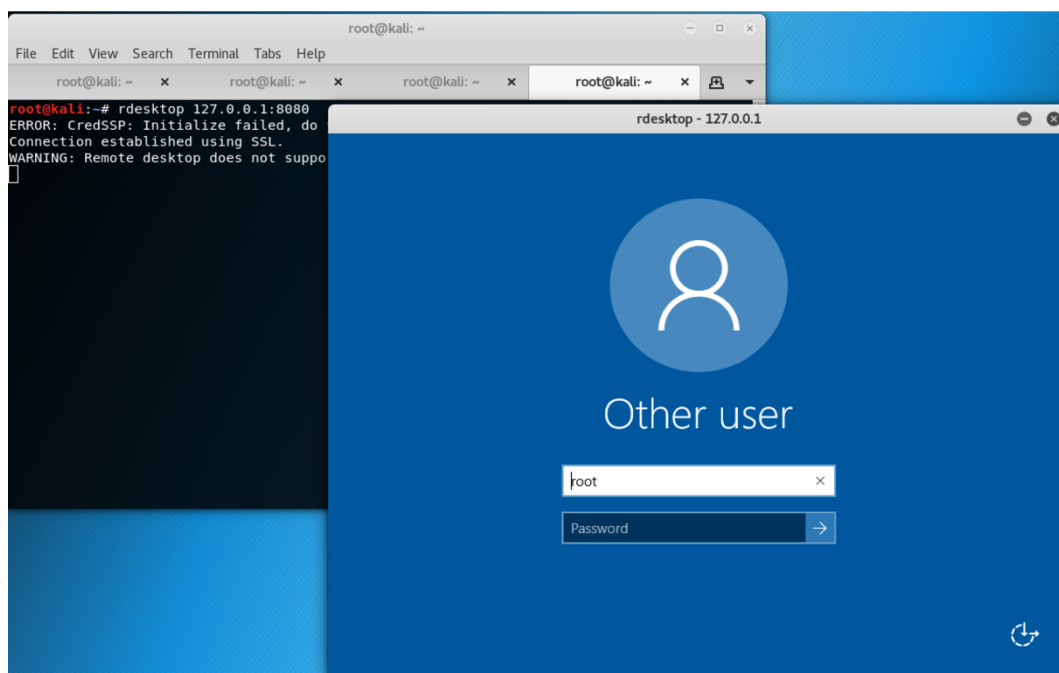 root@kali: ~
File Edit View Search Terminal Tabs Help
root@kali: ~ root@kali: ~ root@kali: ~ root@kali: ~
root@kali:~# rdesktop 127.0.0.1:8080
ERROR: CredSSP: Initialize failed, do
Connection established using SSL.
WARNING: Remote desktop does not suppo
rdesktop - 127.0.0.1
Other user
root
Password